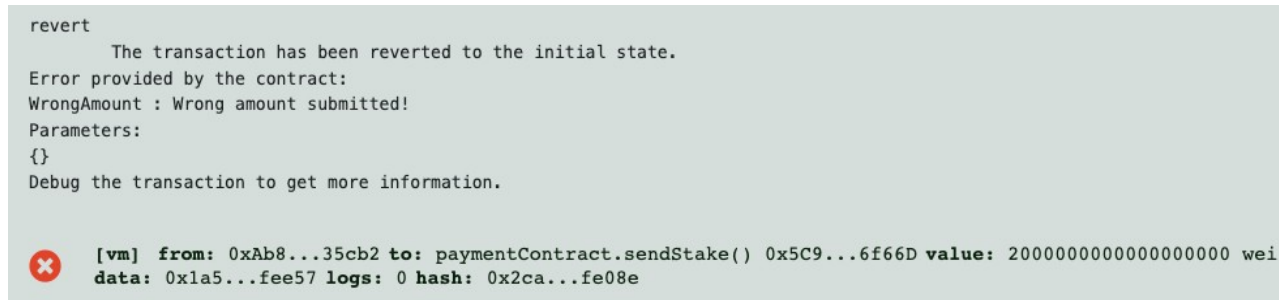 revert
The transaction has been reverted to the initial state.
Error provided by the contract:
WrongAmount : Wrong amount submitted!
Parameters:
{}
Debug the transaction to get more information.
[vm] from: 0xAb8...35cb2 to: paymentContract.sendStake() 0x5C9...6f66D value: 20000000000000000000 wei
data: 0x1a5...fee57 logs: 0 hash: 0x2ca...fe08e